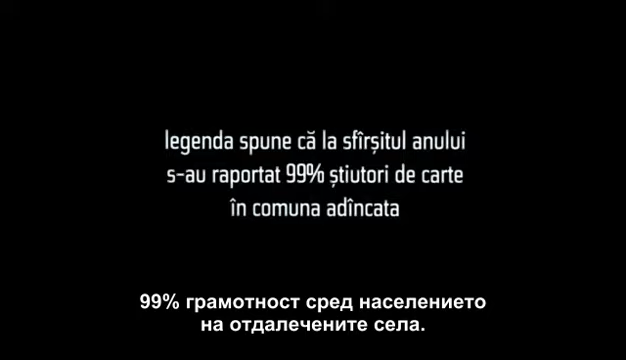 legenda spune că la sfîrșitul anului
s-au raportat 99% știutori de carte
în comuna adîncata
99% грамотност сред населението
на отдалечените села.